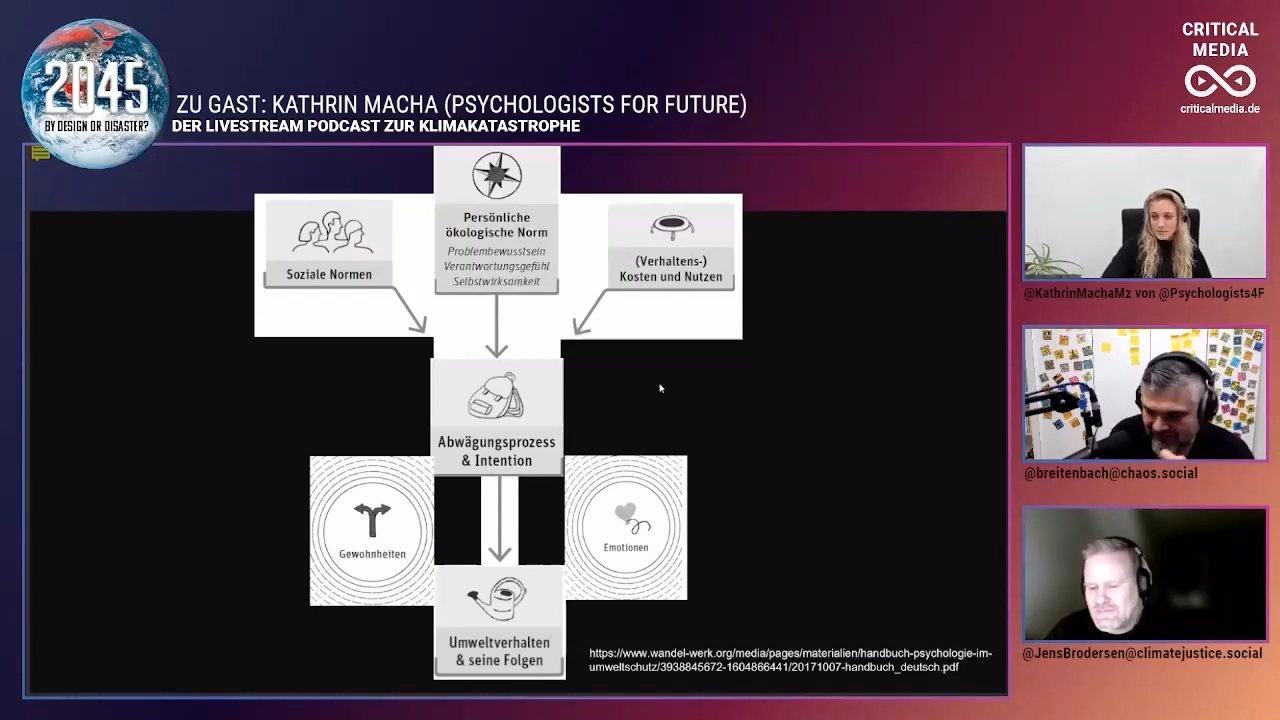 2045
BY DESIGN OR DISASTER?
ZU GAST: KATHRIN MACHA (PSYCHOLOGISTS FOR FUTURE)
DER LIVESTREAM PODCAST ZUR KLIMAKATASTROPHE
CRITICAL
MEDIA
criticalmedia.de
Soziale Normen
Persönliche
ökologische Norm
Problembewusstsein
Verantwortungsgefühl
Selbstwirksamkeit
(Verhaltens-)
Kosten und Nutzen
Abwägungsprozess
& Intention
Gewohnheiten
Emotionen
Umweltverhalten
& seine Folgen
https://www.wandel-werk.org/media/pages/materialien/handbuch-psychologie-im-
umweltschutz/3938845672-1604866441/20171007-handbuch_deutsch.pdf
@KathrinMachaMz von @Psychologists4F
@breitenbach@chaos.social
@JensBrodersen@climatejustice.social